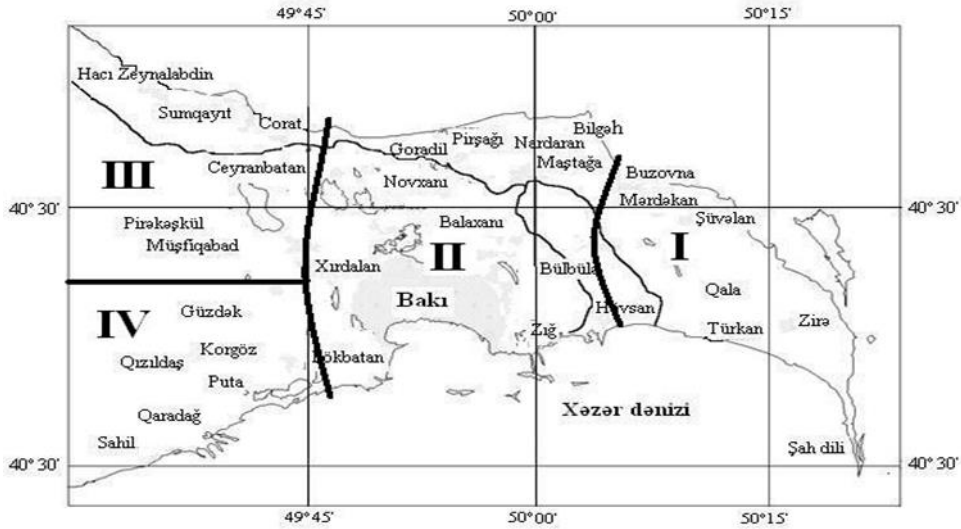 49°45' 50°00' 50°15'
Hacı Zeynalabdin
Sumqayıt
Corat
Bilgəh
Pirşağı
Nardaran
Goradil
Maştağa
Ceyranbatan
Buzovna
III
Novxanı
Mərdəkan
40° 30' 40° 30'
Şüvəlan
Pirəkəşkül
Balaxanı
Müşfiqabad
II
I
Xırdalan
Bülbülə
Qala
Bakı
IV
Güzdək
Hövsan
Zirə
Zığ
Türkan
Korgöz
Lökbatan
Qızıldaş
Puta
Xəzər dənizi
Qaradağ
Sahil
Şah dili
40° 30' 40° 30'
49°45' 50°00' 50°15'